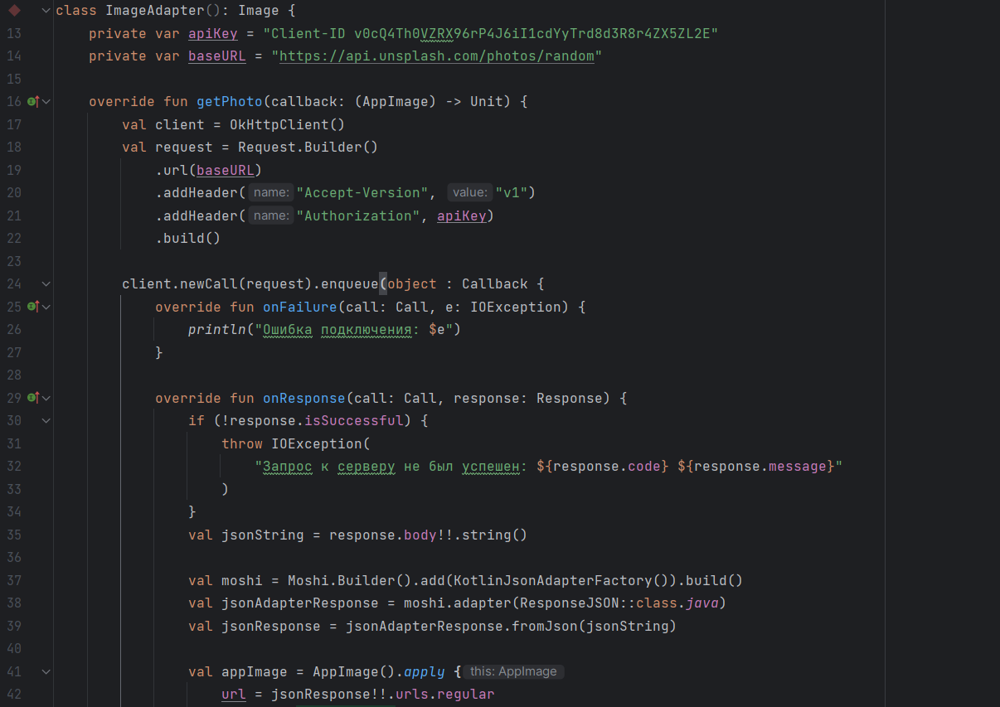 class ImageAdapter(): Image {
13 private var apiKey = "Client-ID v0cQ4Th0VZRX96rP4J6iI1cdYyTrd8d3R8r4ZX5ZL2E"
14 private var baseURL = "https://api.unsplash.com/photos/random"
15
16 override fun getPhoto(callback: (AppImage) -> Unit) {
17 val client = OkHttpClient()
18 val request = Request.Builder()
19 .url(baseURL)
20 .addHeader( name: "Accept-Version", value: "v1")
21 .addHeader( name: "Authorization", apiKey)
22 .build()
23
24 client.newCall(request).enqueue(object : Callback {
25 override fun onFailure(call: Call, e: IOException) {
26 println("Ошибка подключения: $e")
27 }
28
29 override fun onResponse(call: Call, response: Response) {
30 if (!response.isSuccessful) {
31 throw IOException(
32 "Запрос к серверу не был успешен: ${response.code} ${response.message}"
33 )
34 }
35 val jsonString = response.body!!.string()
36
37 val moshi = Moshi.Builder().add(KotlinJsonAdapterFactory()).build()
38 val jsonAdapterResponse = moshi.adapter(ResponseJSON::class.java)
39 val jsonResponse = jsonAdapterResponse.fromJson(jsonString)
40
41 val appImage = AppImage().apply { this: AppImage
42 url = jsonResponse!!.urls.regular